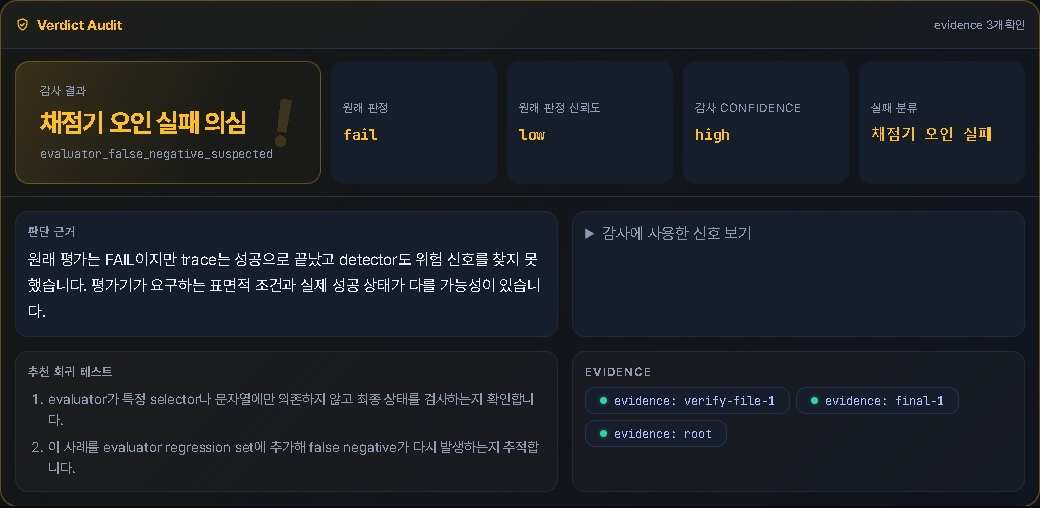 Verdict Audit
evidence 3개 확인
감사 결과
채점기 오인 실패 의심
!
evaluator_false_negative_suspected
원래 판정
fail
원래 판정 신뢰도
low
감사 CONFIDENCE
high
실패 분류
채점기 오인 실패
판단 근거
원래 평가는 FAIL이지만 trace는 성공으로 끝났고 detector도 위험 신호를 찾지 못
했습니다. 평가기가 요구하는 표면적 조건과 실제 성공 상태가 다를 가능성이 있습니
다.
▶ 감사에 사용한 신호 보기
추천 회귀 테스트
1. evaluator가 특정 selector나 문자열에만 의존하지 않고 최종 상태를 검사하는지 확인합니
다.
2. 이 사례를 evaluator regression set에 추가해 false negative가 다시 발생하는지 추적합
니다.
EVIDENCE
evidence: verify-file-1
evidence: final-1
evidence: root